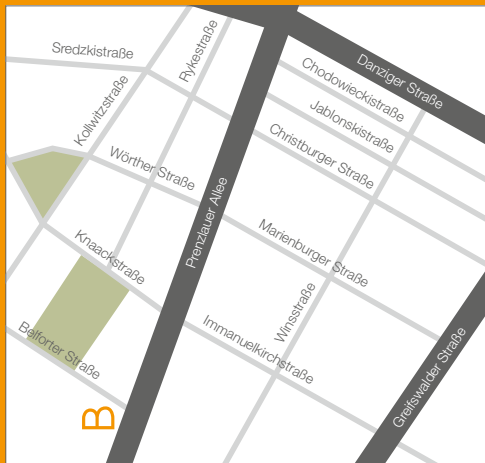 Sredzkistraße
Rykestraße
Danziger Straße
Chodowieckistraße
Kollwitzstraße
Jablonskistraße
Christburger Straße
Wörther Straße
Prenzlauer Allee
Marienburger Straße
Knaackstraße
Winsstraße
Immanuelkirchstraße
Belforter Straße
Greifswalder Straße
B